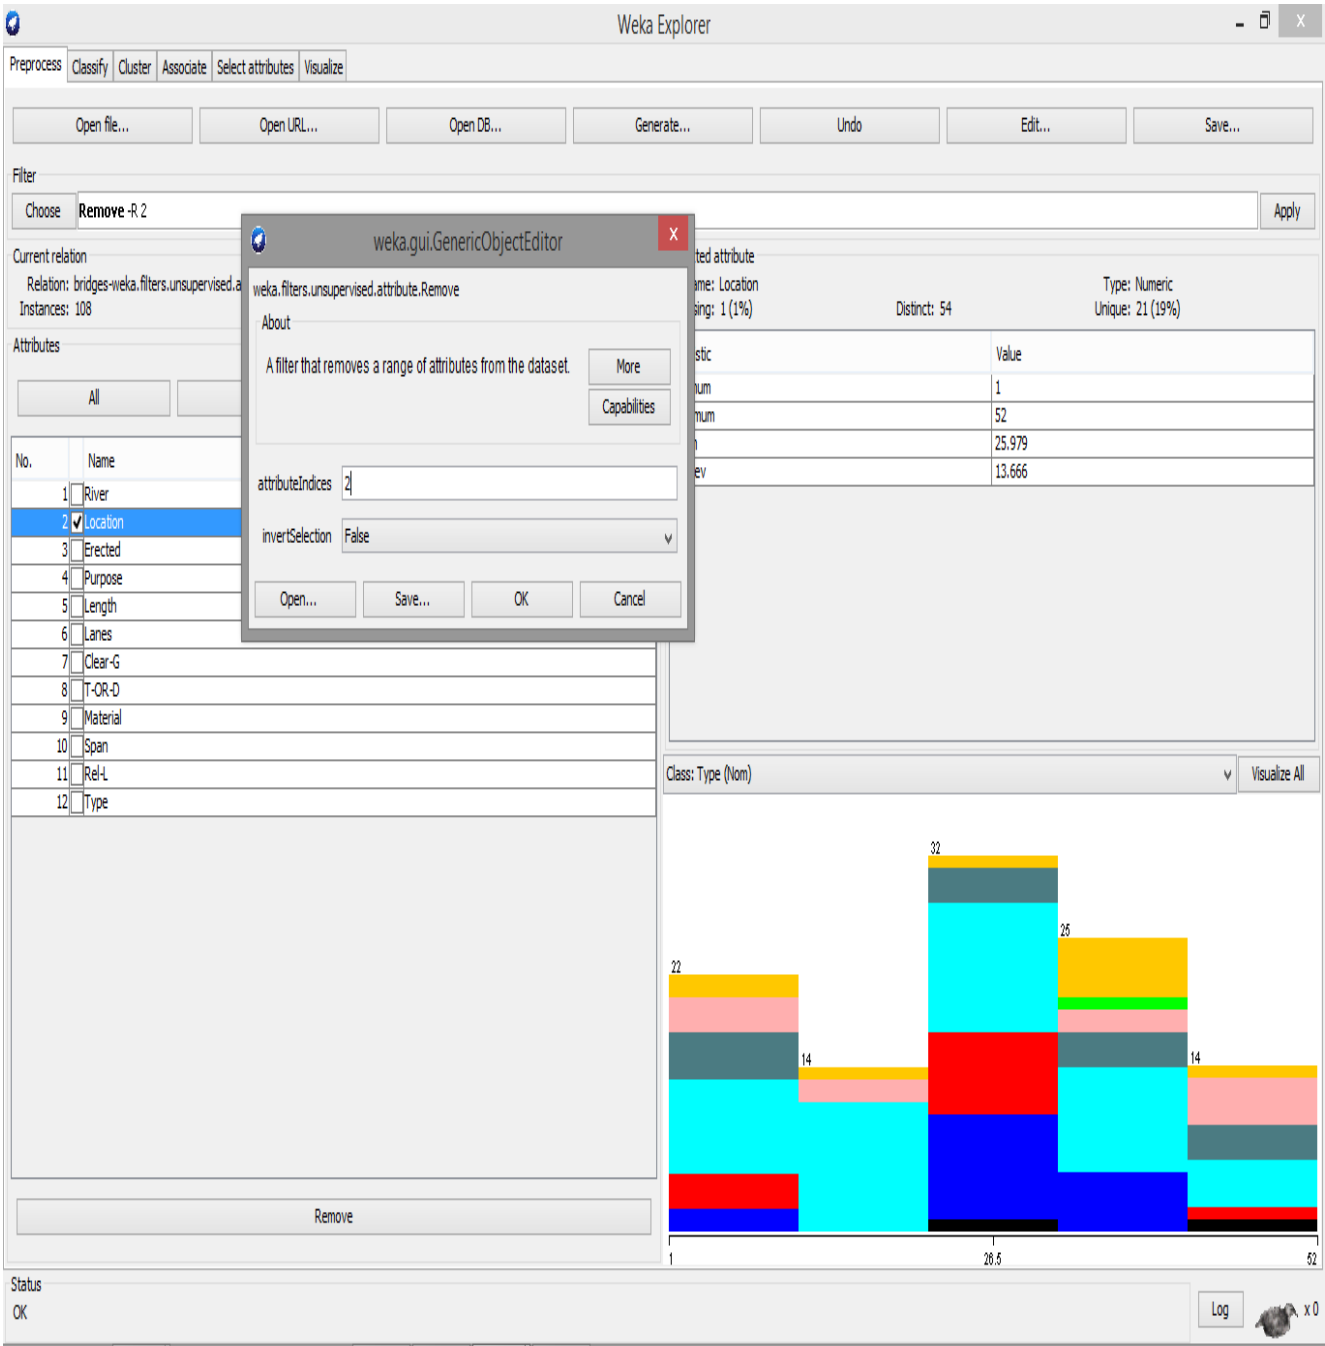 Weka Explorer
Preprocess Classify Cluster Associate Select attributes Visualize
Open file... Open URL... Open DB... Generate... Undo Edit... Save...
Filter
Choose Remove -R 2 Apply
Current relation
Relation: bridges-weka.filters.unsupervised.a
Instances: 108
weka.gui.GenericObjectEditor
X
weka.filters.unsupervised.attribute.Remove
About
A filter that removes a range of attributes from the dataset.
More
Capabilities
attributeIndices 2
invertSelection False
Open... Save... OK Cancel
ted attribute
ame: Location Type: Numeric
sing: 1 (1%) Distinct: 54 Unique: 21 (19%)
stic Value
num 1
mum 52
25.979
ev 13.666
Attributes
All
No. Name
1 River
2 Location
3 Erected
4 Purpose
5 Length
6 Lanes
7 Clear-G
8 T-OR-D
9 Material
10 Span
11 Rel-L
12 Type
Remove
Class: Type (Nom) Visualize All
22
14
32
25
14
1 26.5 52
Status
OK
Log x 0